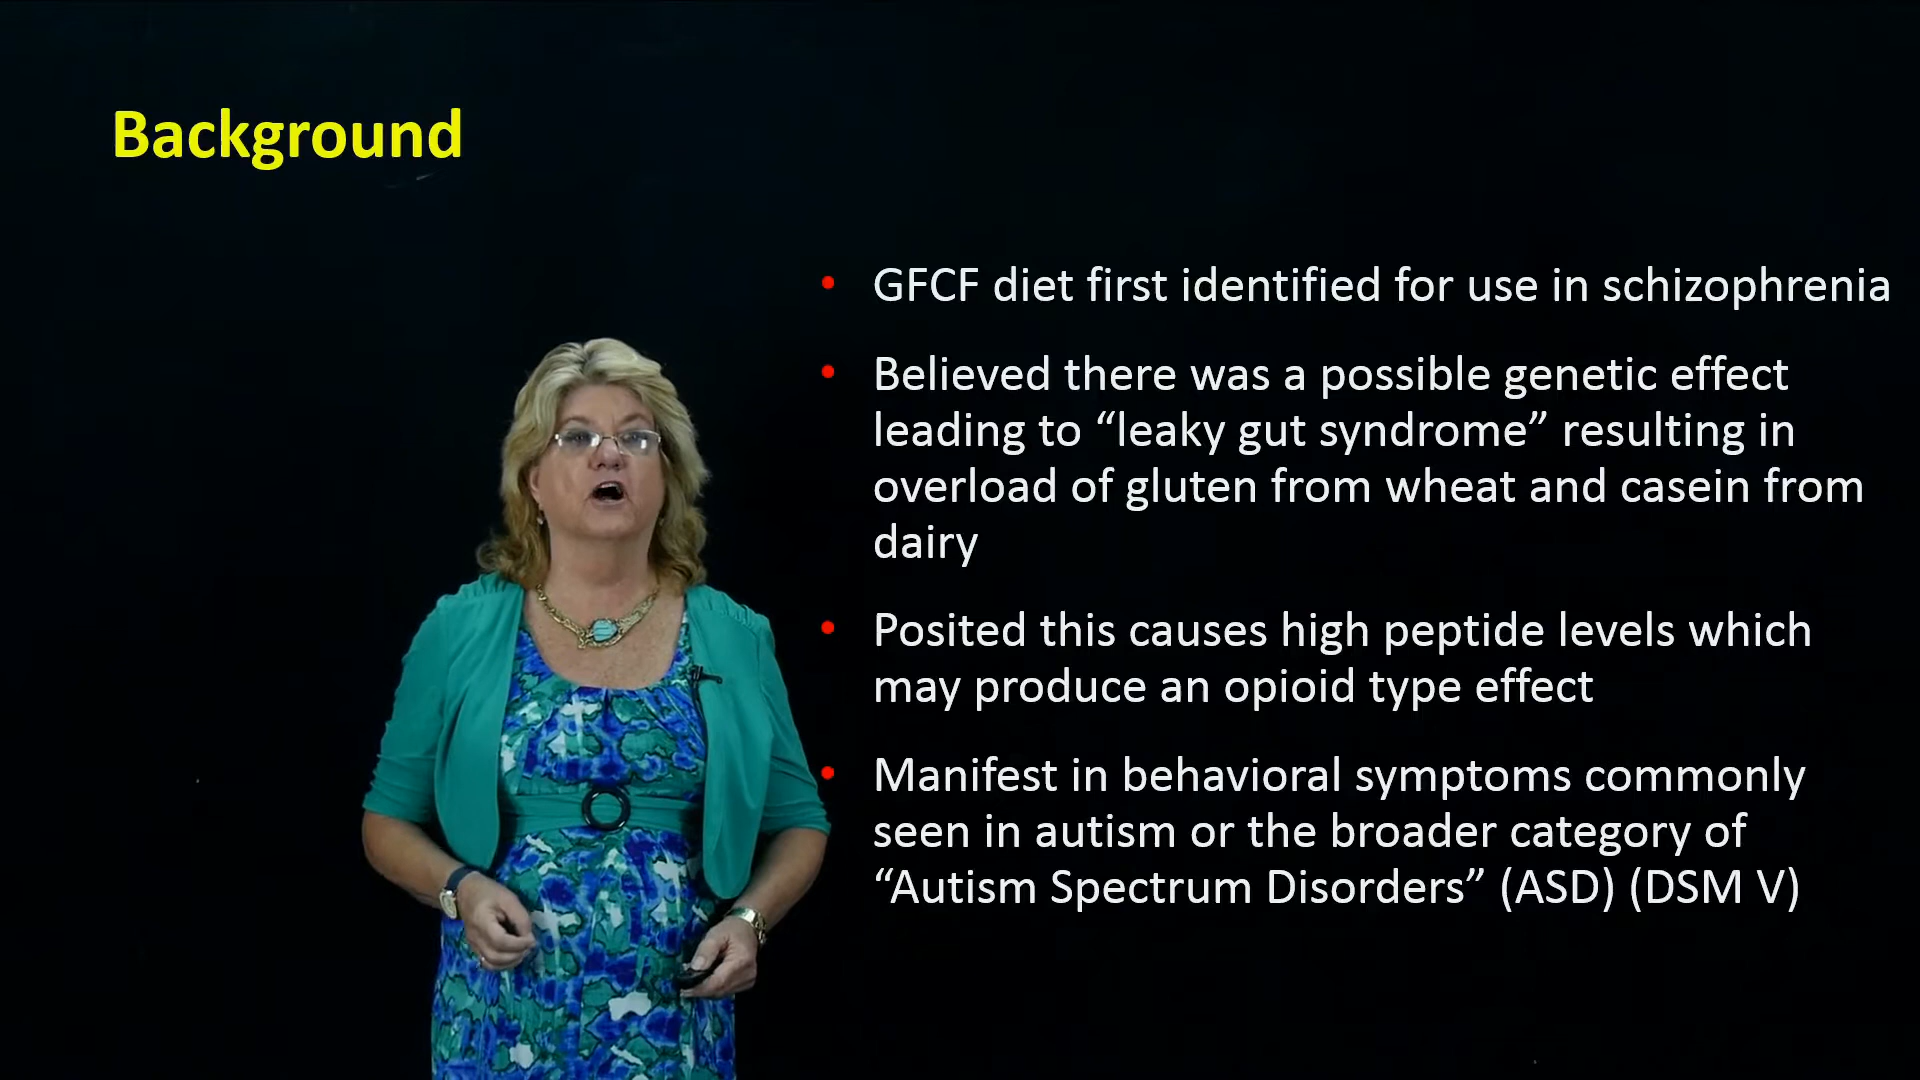 Background
• GFCF diet first identified for use in schizophrenia
• Believed there was a possible genetic effect
leading to “leaky gut syndrome” resulting in
overload of gluten from wheat and casein from
dairy
• Posited this causes high peptide levels which
may produce an opioid type effect
• Manifest in behavioral symptoms commonly
seen in autism or the broader category of
“Autism Spectrum Disorders” (ASD) (DSM V)